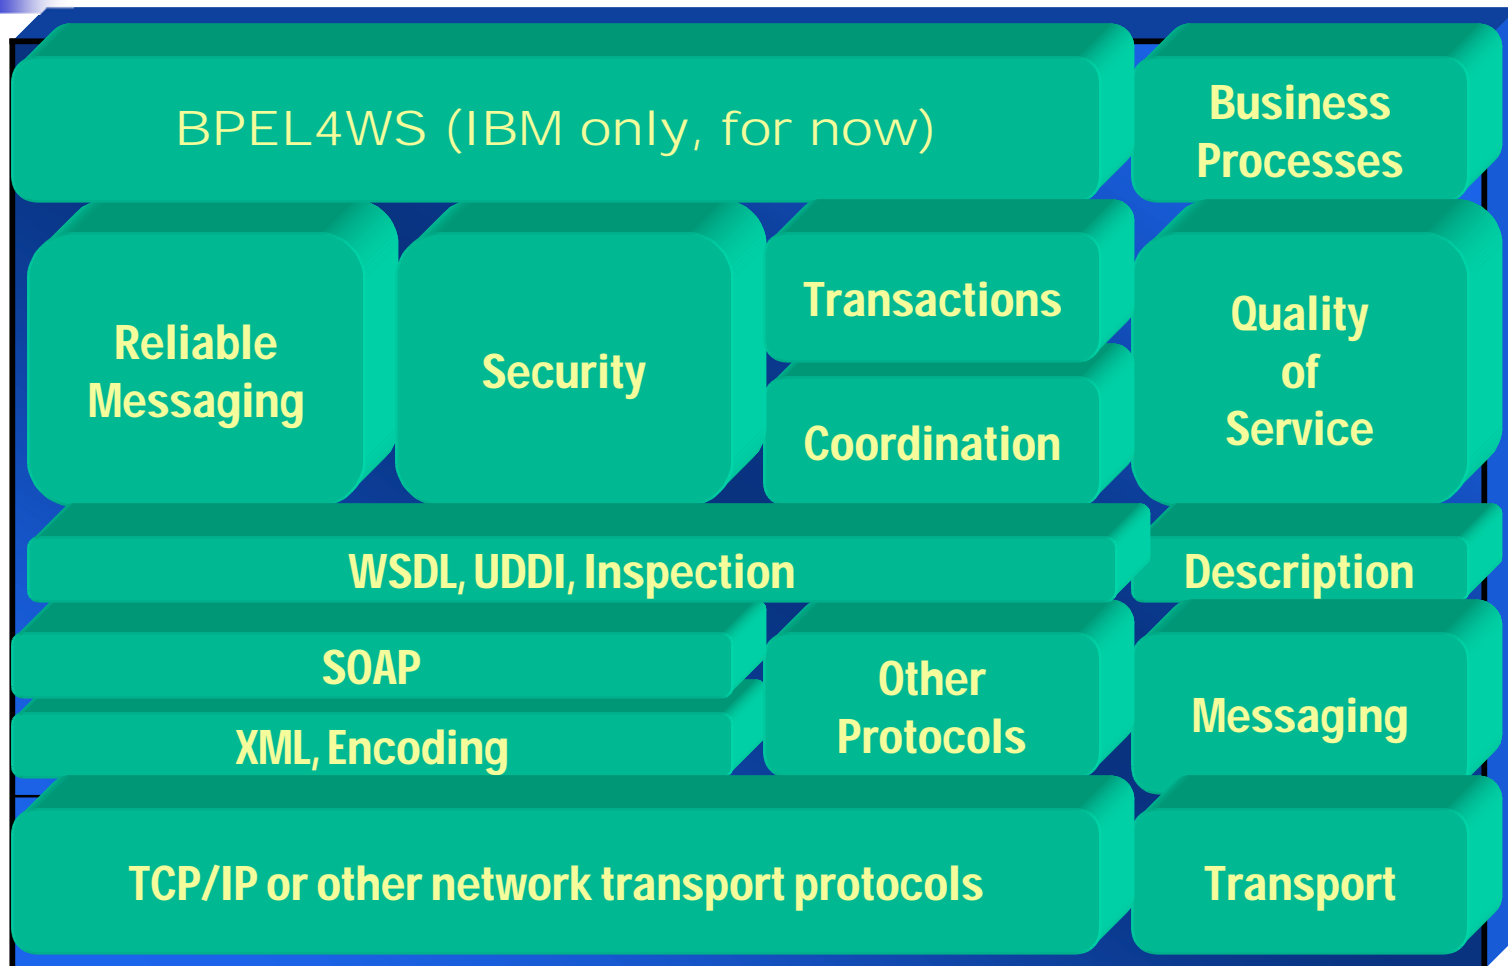 BPEL4WS (IBM only, for now)
Business
Processes
Reliable
Messaging
Security
Transactions
Coordination
Quality
of
Service
WSDL, UDDI, Inspection
Description
SOAP
XML, Encoding
Other
Protocols
Messaging
TCP/IP or other network transport protocols
Transport